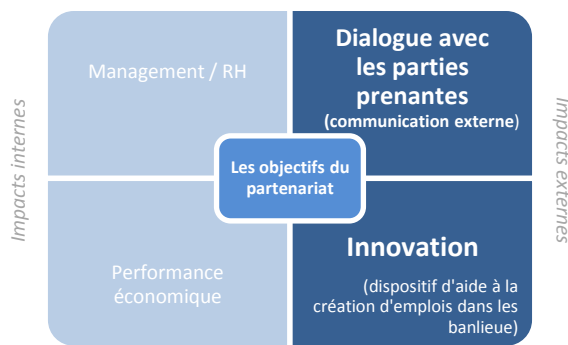 Impacts internes
Management / RH
Dialogue avec
les parties
prenantes
(communication externe)
Les objectifs du
partenariat
Performance
économique
Innovation
(dispositif d'aide à la
création d'emplois dans les
banlieue)
Impacts externes